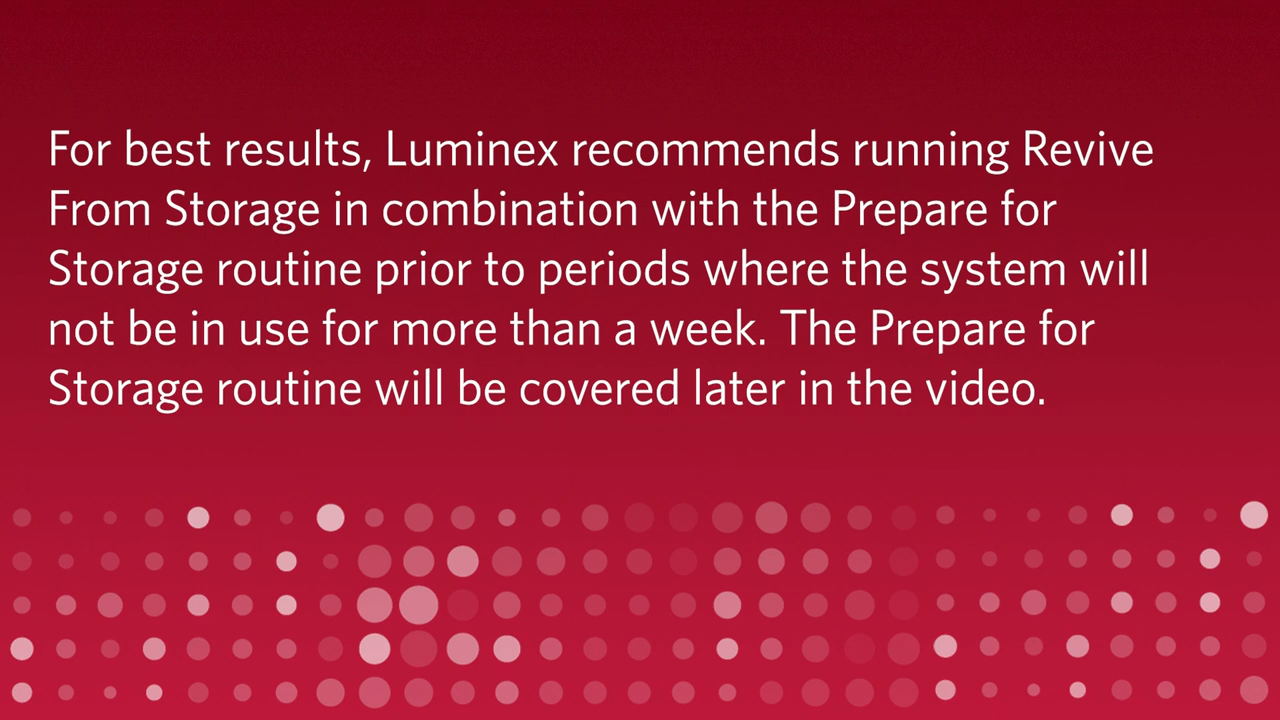 For best results, Luminex recommends running Revive
From Storage in combination with the Prepare for
Storage routine prior to periods where the system will
not be in use for more than a week. The Prepare for
Storage routine will be covered later in the video.